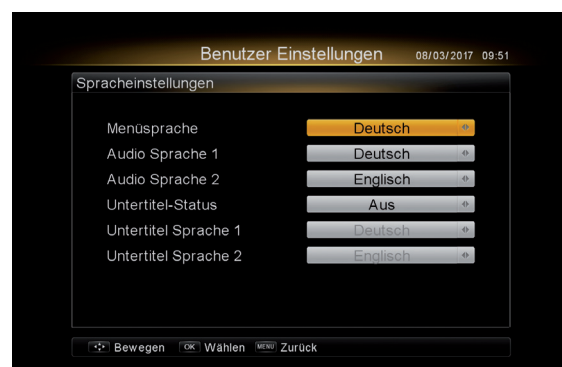 Benutzer Einstellungen 08/03/2017 09:51
Spracheinstellungen
Menüsprache Deutsch
Audio Sprache 1 Deutsch
Audio Sprache 2 Englisch
Untertitel-Status Aus
Untertitel Sprache 1 Deutsch
Untertitel Sprache 2 Englisch
Bewegen OK Wählen MENU Zurück